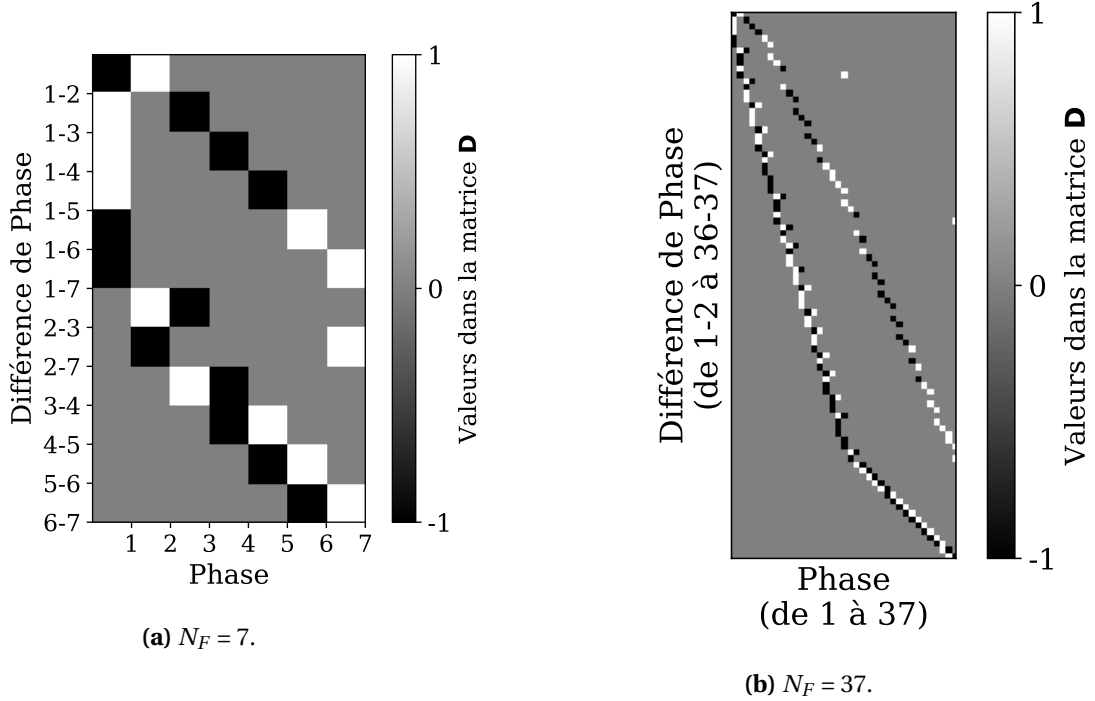 1-2
1-3
1-4
1-5
1-6
1-7
2-3
2-7
3-4
4-5
5-6
6-7
Différence de Phase
1 2 3 4 5 6 7
Phase
1
0
-1
Valeurs dans la matrice D
(a) N_F = 7.
Différence de Phase
(de 1-2 à 36-37)
Phase
(de 1 à 37)
1
0
-1
Valeurs dans la matrice D
(b) N_F = 37.